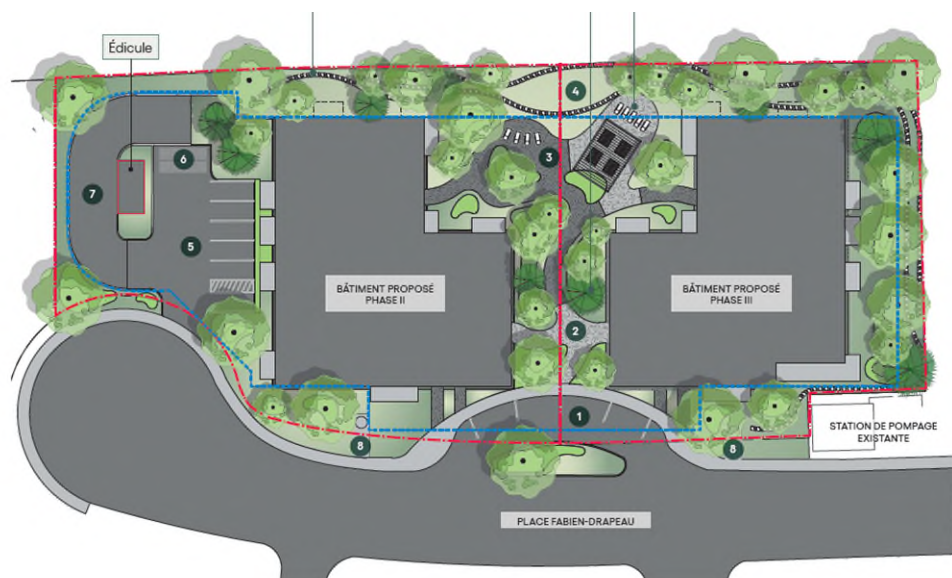 Édicule
4
3
6
7
5
BÂTIMENT PROPOSÉ
PHASE II
BÂTIMENT PROPOSÉ
PHASE III
2
1
8
8
STATION DE POMPAGE
EXISTANTE
PLACE FABIEN-DRAPEAU